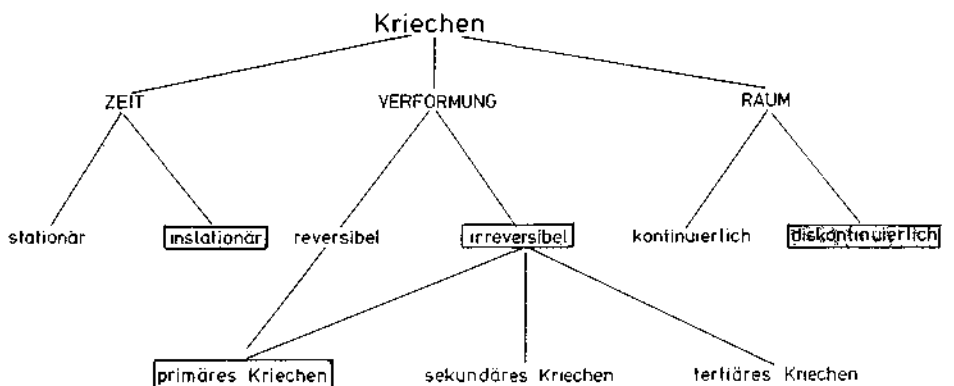 Kriechen
ZEIT VERFORMUNG RAUM
stationär instationär reversibel irreversibel kontinuierlich diskontinuierlich
primäres Kriechen sekundäres Kriechen tertiäres Kriechen